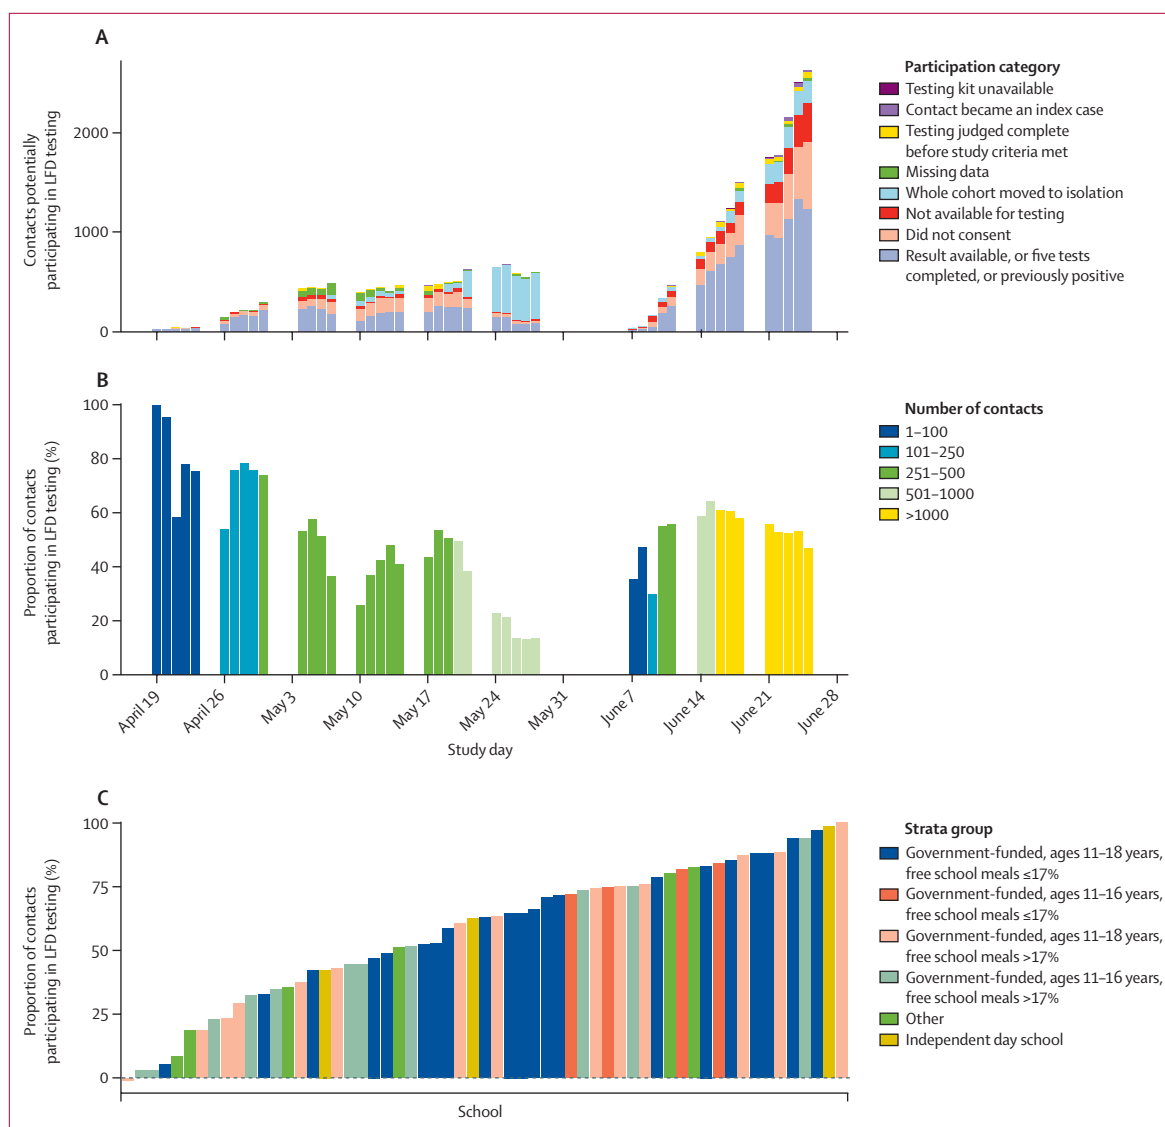 A
Contacts potentially
participating in LFD testing
2000
1000
0
Participation category
Testing kit unavailable
Contact became an index case
Testing judged complete
before study criteria met
Missing data
Whole cohort moved to isolation
Not available for testing
Did not consent
Result available, or five tests
completed, or previously positive
B
Proportion of contacts
participating in LFD testing (%)
100
80
60
40
20
0
April 19
April 26
May 3
May 10
May 17
May 24
May 31
June 7
June 14
June 21
June 28
Study day
Number of contacts
1–100
101–250
251–500
501–1000
>1000
C
Proportion of contacts
participating in LFD testing (%)
100
75
50
25
0
School
Strata group
Government-funded, ages 11–18 years,
free school meals ≤17%
Government-funded, ages 11–16 years,
free school meals ≤17%
Government-funded, ages 11–18 years,
free school meals >17%
Government-funded, ages 11–16 years,
free school meals >17%
Other
Independent day school